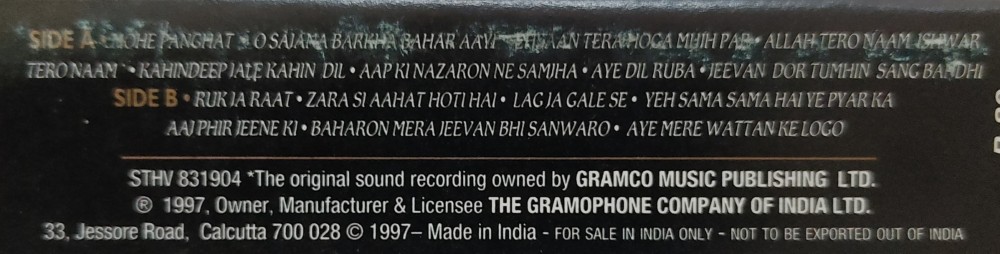 SIDE A • MOHE PANGHAT • O SAJANA BARKHA BAHAR AAYI • EHSAAN TERA HOGA MUJH PAR • ALLAH TERO NAAM ISHWAR
TERO NAAM • KAHIN DEEP JALE KAHIN DIL • AAP KI NAZARON NE SAMJHA • AYE DIL RUBA • JEEVAN DOR TUMHIN SANG BANDHI
SIDE B • RUK JA RAAT • ZARA SI AAHAT HOTI HAI • LAG JA GALE SE • YEH SAMA SAMA HAI YE PYAR KA
AAJ PHIR JEENE KI • BAHARON MERA JEEVAN BHI SANWARO • AYE MERE WATTAN KE LOGO
STHV 831904 *The original sound recording owned by GRAMCO MUSIC PUBLISHING LTD.
℗ 1997, Owner, Manufacturer & Licensee THE GRAMOPHONE COMPANY OF INDIA LTD.
33, Jessore Road, Calcutta 700 028 © 1997– Made in India - FOR SALE IN INDIA ONLY - NOT TO BE EXPORTED OUT OF INDIA